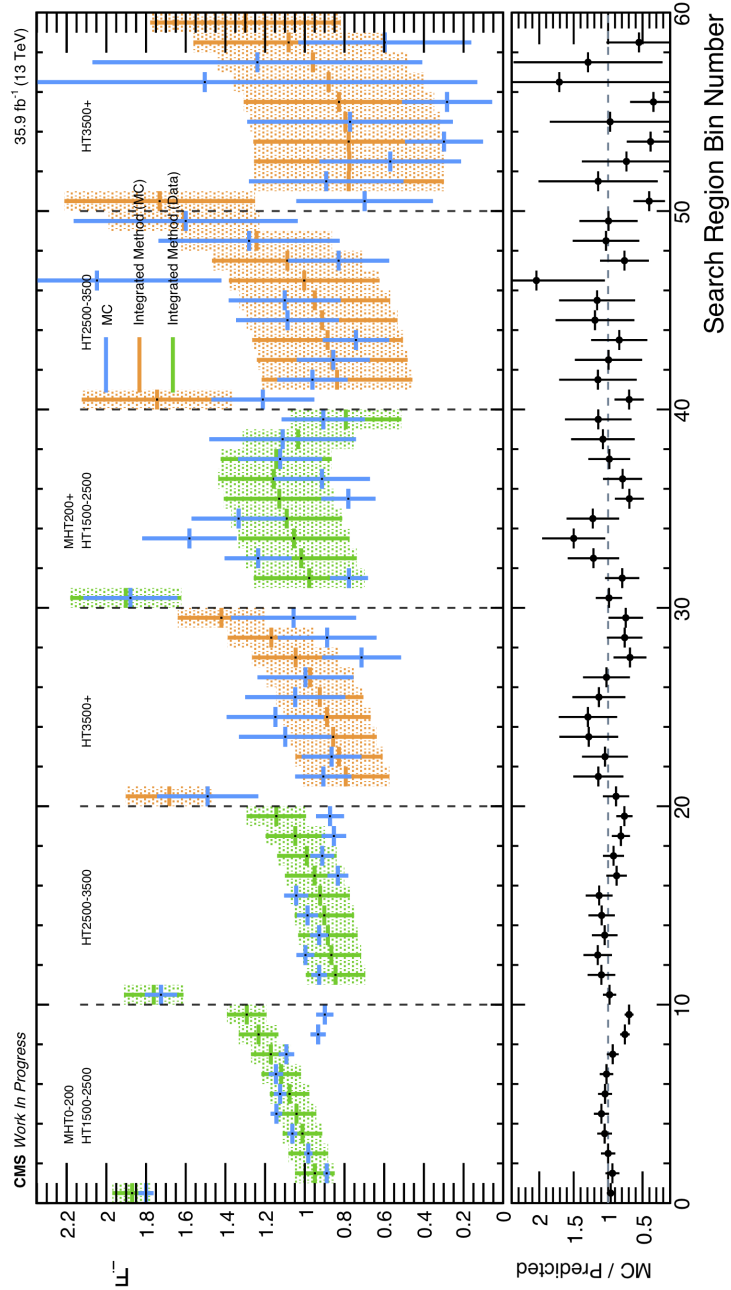 CMS Work In Progress
35.9 fb⁻¹ (13 TeV)
MHT0-200
HT1500-2500
HT2500-3500
HT3500+
MHT200+
HT1500-2500
HT2500-3500
HT3500+
MC
Integrated Method (MC)
Integrated Method (Data)
F_i
2.2
2
1.8
1.6
1.4
1.2
1
0.8
0.6
0.4
0.2
0
MC / Predicted
2
1.5
1
0.5
0
10
20
30
40
50
60
Search Region Bin Number